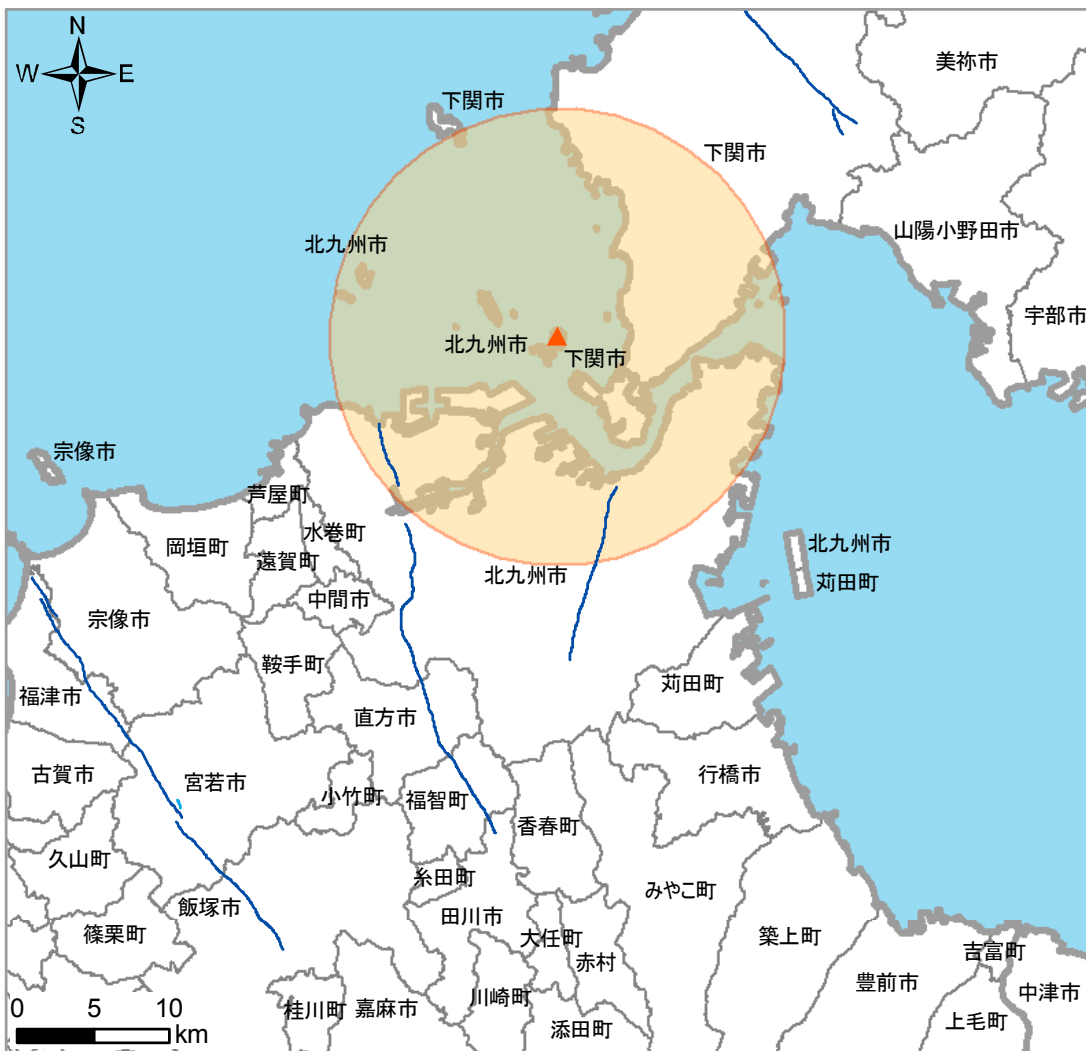 N
W E
S
美祢市
下関市
下関市
山陽小野田市
北九州市
宇部市
北九州市
下関市
宗像市
芦屋町
水巻町
岡垣町
遠賀町
北九州市
北九州市
苅田町
中間市
宗像市
鞍手町
苅田町
福津市
直方市
古賀市
宮若市
行橋市
小竹町
福智町
香春町
久山町
糸田町
みやこ町
飯塚市
田川市
篠栗町
大任町
築上町
赤村
吉富町
豊前市
中津市
桂川町
嘉麻市
川崎町
上毛町
添田町
0 5 10
km